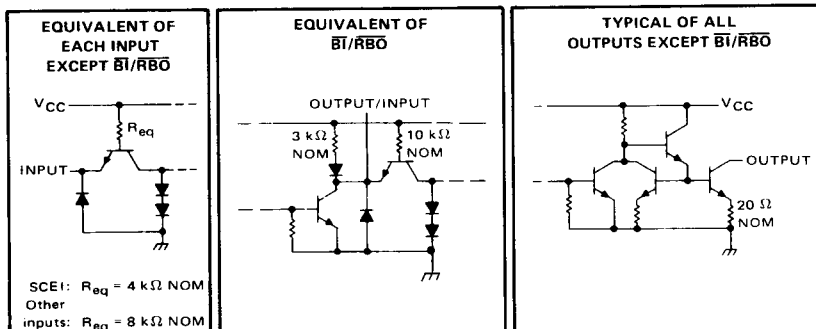 EQUIVALENT OF
EACH INPUT
EXCEPT BI/RBO
VCC
Req
INPUT
SCEI: Req = 4 kΩ NOM
Other
inputs: Req = 8 kΩ NOM
EQUIVALENT OF
BI/RBO
OUTPUT/INPUT
3 kΩ
NOM
10 kΩ
NOM
TYPICAL OF ALL
OUTPUTS EXCEPT BI/RBO
VCC
OUTPUT
20 Ω
NOM